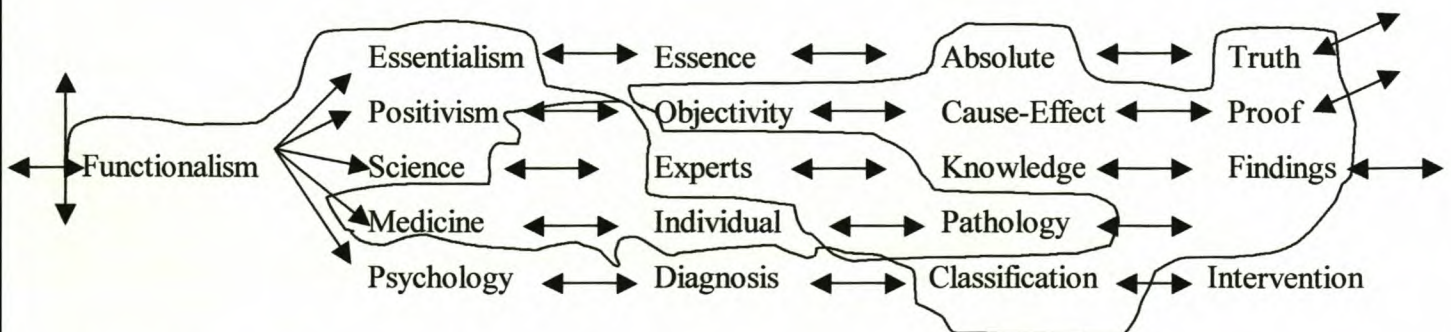 Essentialism Essence Absolute Truth
Positivism Objectivity Cause-Effect Proof
Functionalism Science Experts Knowledge Findings
Medicine Individual Pathology
Psychology Diagnosis Classification Intervention